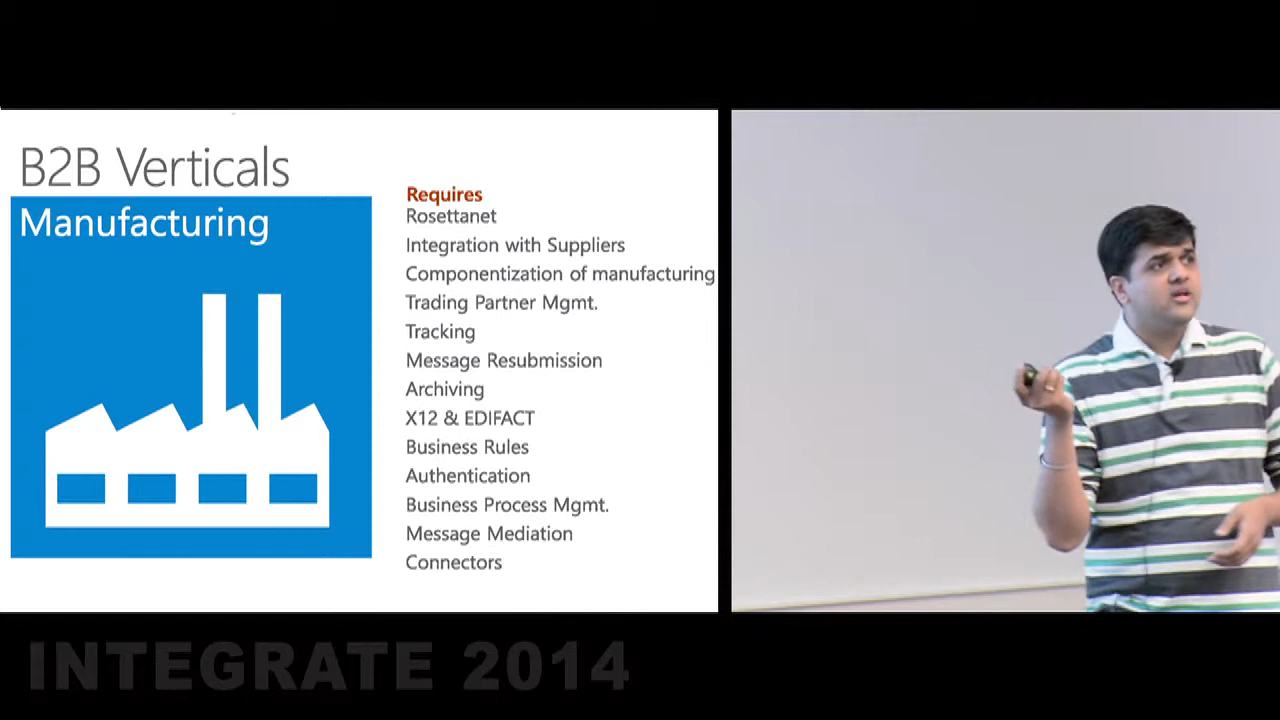 B2B Verticals
Manufacturing
Requires
Rosettanet
Integration with Suppliers
Componentization of manufacturing
Trading Partner Mgmt.
Tracking
Message Resubmission
Archiving
X12 & EDIFACT
Business Rules
Authentication
Business Process Mgmt.
Message Mediation
Connectors
INTEGRATE 2014